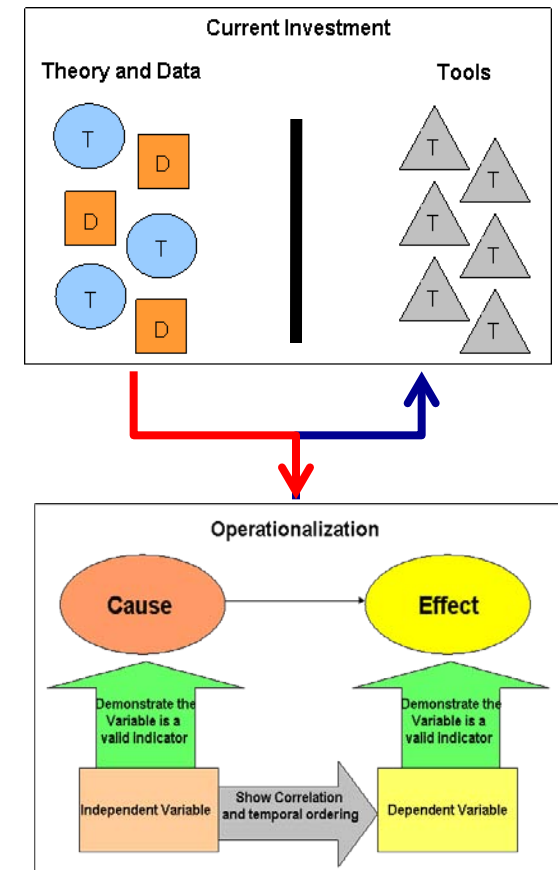 Current Investment
Theory and Data
Tools
T
D
D
T
T
D
T
T
T
T
T
T
Operationalization
Cause
Effect
Demonstrate the
Variable is a
valid indicator
Demonstrate the
Variable is a
valid Indicator
Independent Variable
Show Correlation
and temporal ordering
Dependent Variable